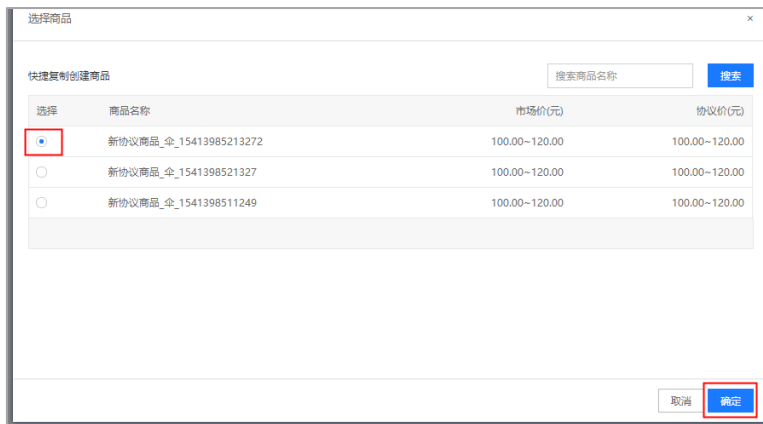 选择商品 ×
快捷复制创建商品 搜索商品名称 搜索
选择 商品名称 市场价(元) 协议价(元)
新协议商品_伞_15413985213272 100.00~120.00 100.00~120.00
新协议商品_伞_1541398521327 100.00~120.00 100.00~120.00
新协议商品_伞_1541398511249 100.00~120.00 100.00~120.00
取消 确定